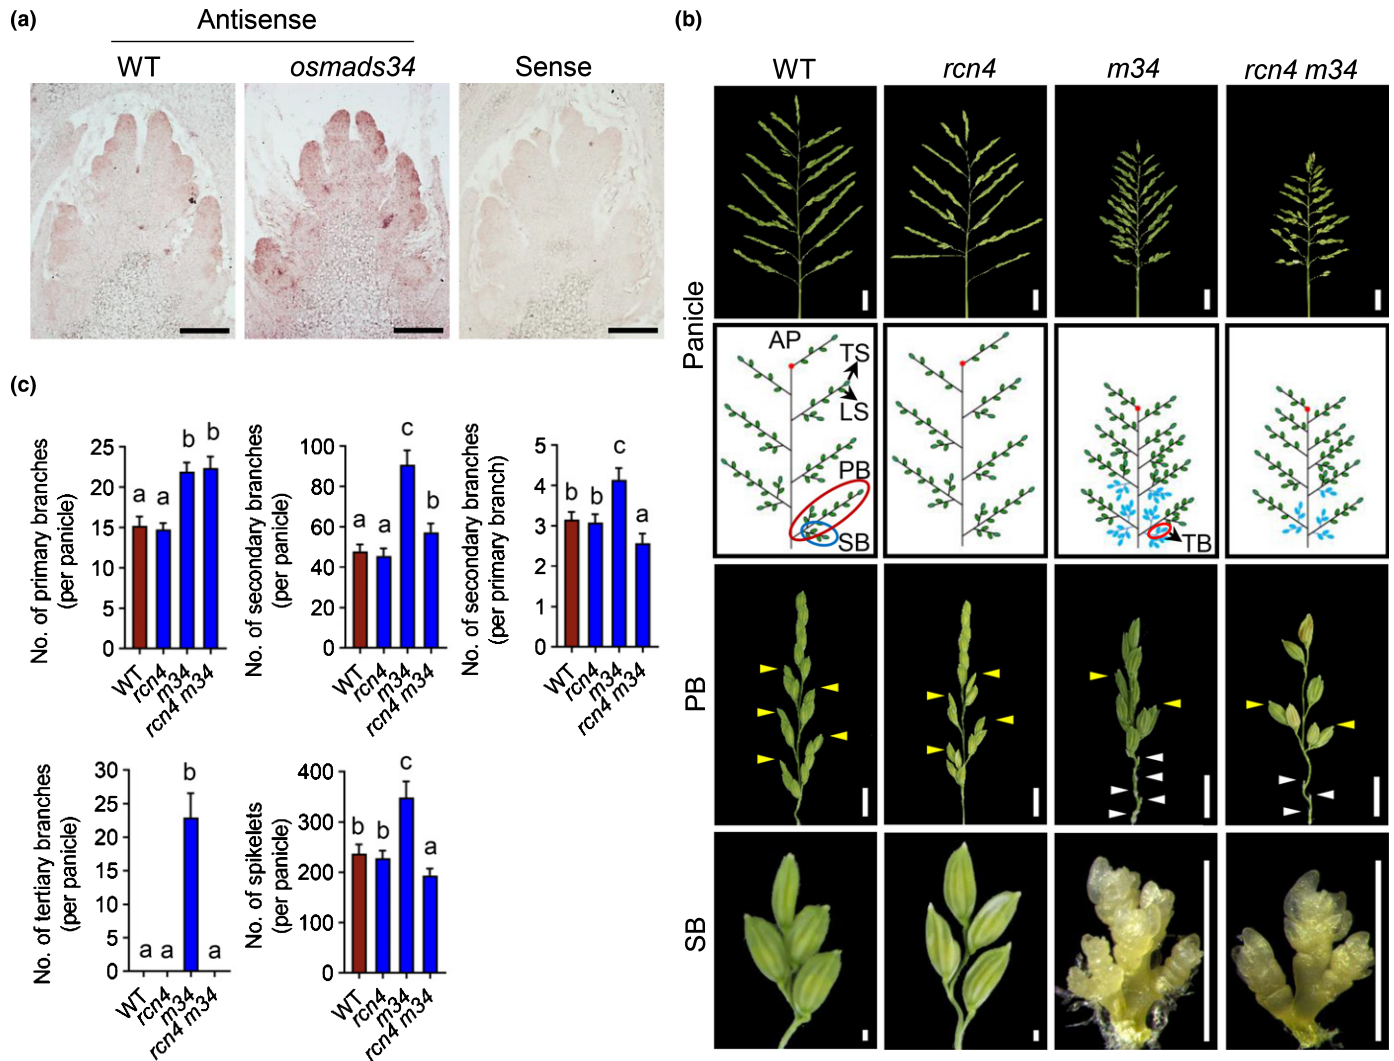 (a)
Antisense
WT
osmads34
Sense
(b)
WT
rcn4
m34
rcn4 m34
Panicle
AP
TS
LS
PB
SB
TB
PB
SB
(c)
No. of primary branches
(per panicle)
25
20
15
10
5
0
a
a
b
b
WT
rcn4
m34
rcn4 m34
No. of secondary branches
(per panicle)
100
80
60
40
20
0
a
a
c
b
WT
rcn4
m34
rcn4 m34
No. of secondary branches
(per primary branch)
5
4
3
2
1
0
b
b
c
a
WT
rcn4
m34
rcn4 m34
No. of tertiary branches
(per panicle)
30
25
20
15
10
5
0
a
a
b
a
WT
rcn4
m34
rcn4 m34
No. of spikelets
(per panicle)
400
300
200
100
0
b
b
c
a
WT
rcn4
m34
rcn4 m34